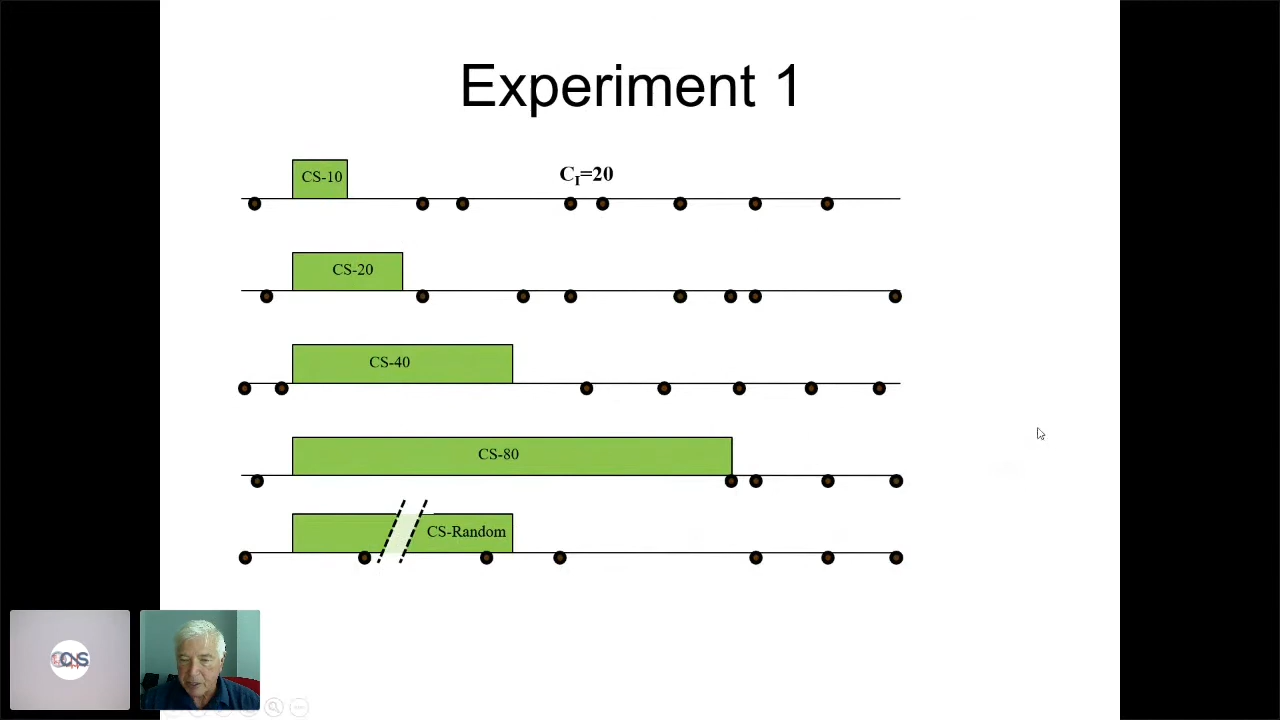 Experiment 1
CS-10
C_I=20
CS-20
CS-40
CS-80
CS-Random